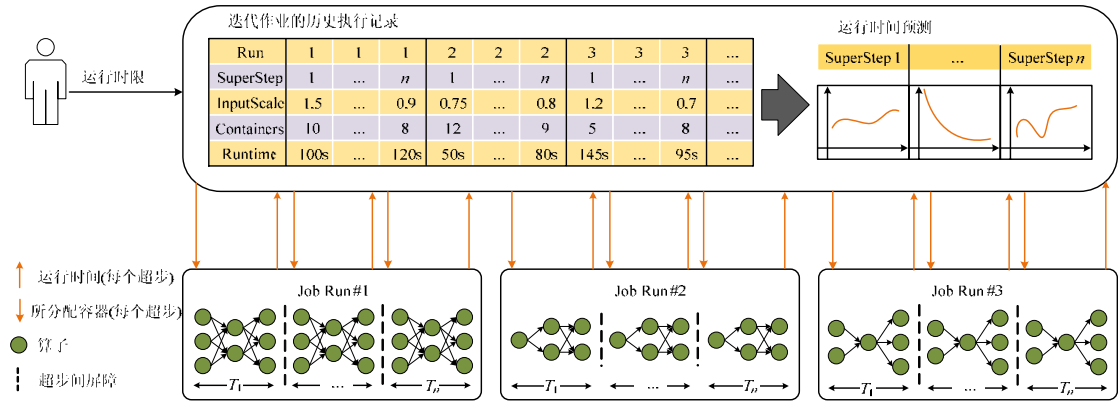 迭代作业的历史执行记录
Run 1 1 1 2 2 2 3 3 3 ...
SuperStep 1 ... n 1 ... n 1 ... n ...
InputScale 1.5 ... 0.9 0.75 ... 0.8 1.2 ... 0.7 ...
Containers 10 ... 8 12 ... 9 5 ... 8 ...
Runtime 100s ... 120s 50s ... 80s 145s ... 95s ...
运行时间预测
SuperStep 1 ... SuperStep n
运行时限
运行时间(每个超步)
所分配容器(每个超步)
算子
超步间屏障
Job Run#1
T1 ... Tn
Job Run#2
T1 ... Tn
Job Run#3
T1 ... Tn